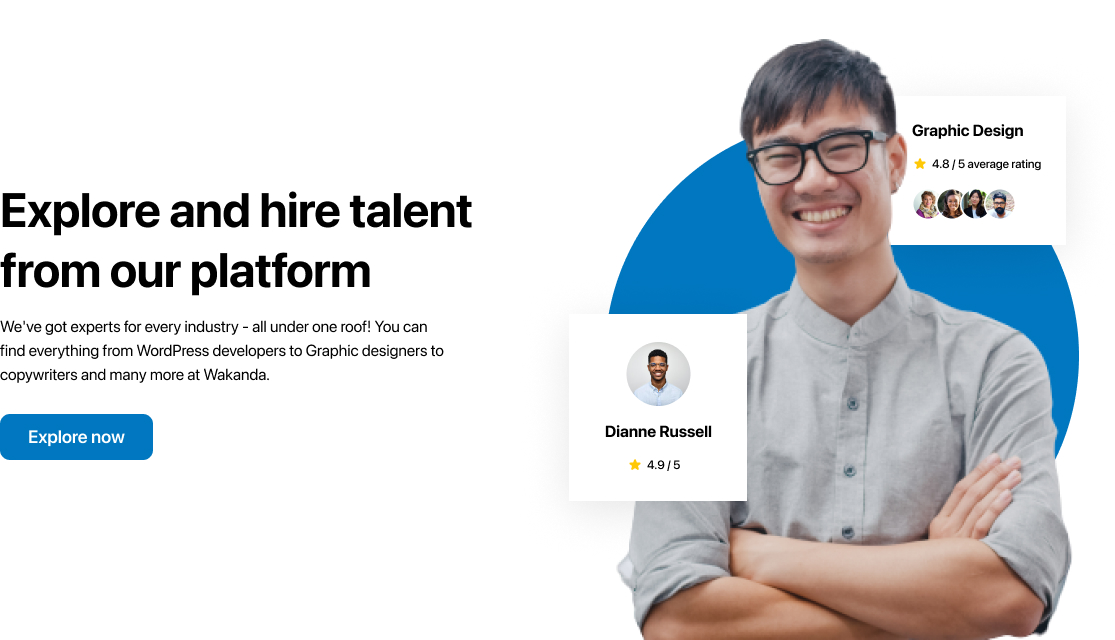 Explore and hire talent
from our platform
We've got experts for every industry - all under one roof! You can
find everything from WordPress developers to Graphic designers to
copywriters and many more at Wakanda.
Explore now
Graphic Design
4.8 / 5 average rating
Dianne Russell
4.9 / 5